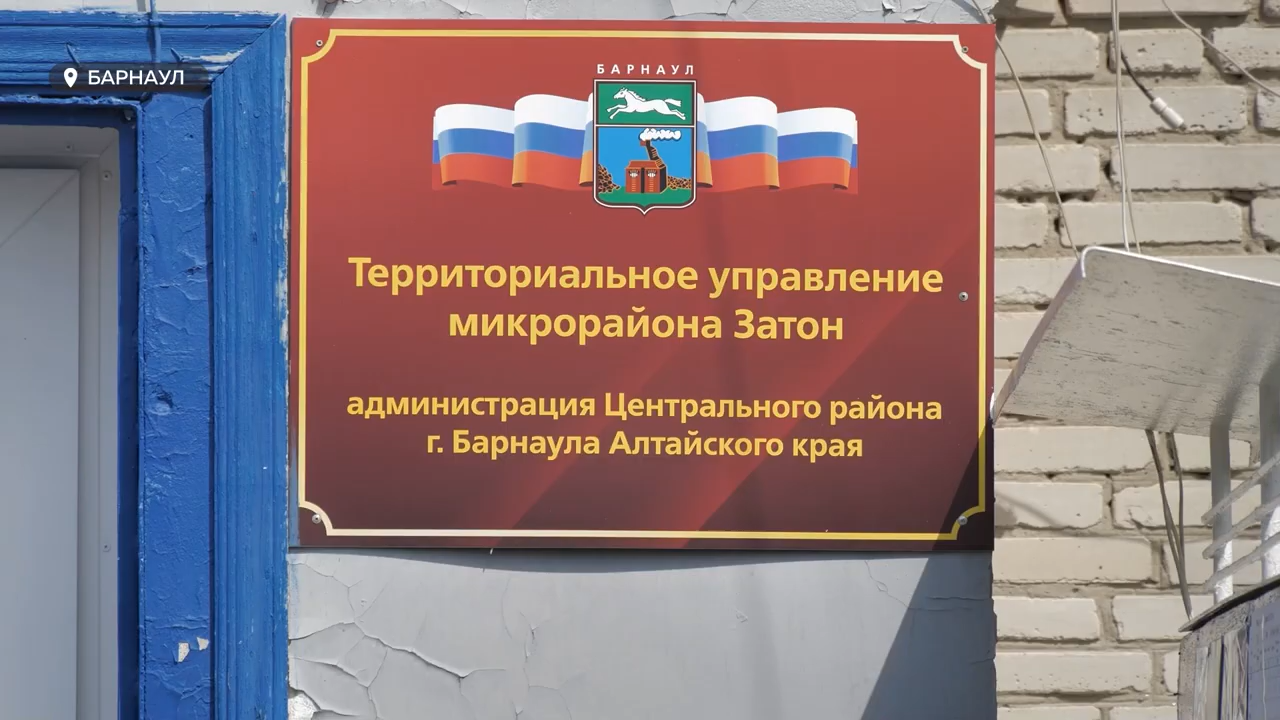 БАРНАУЛ
БАРНАУЛ
Территориальное управление
микрорайона Затон
администрация Центрального района
г. Барнаула Алтайского края